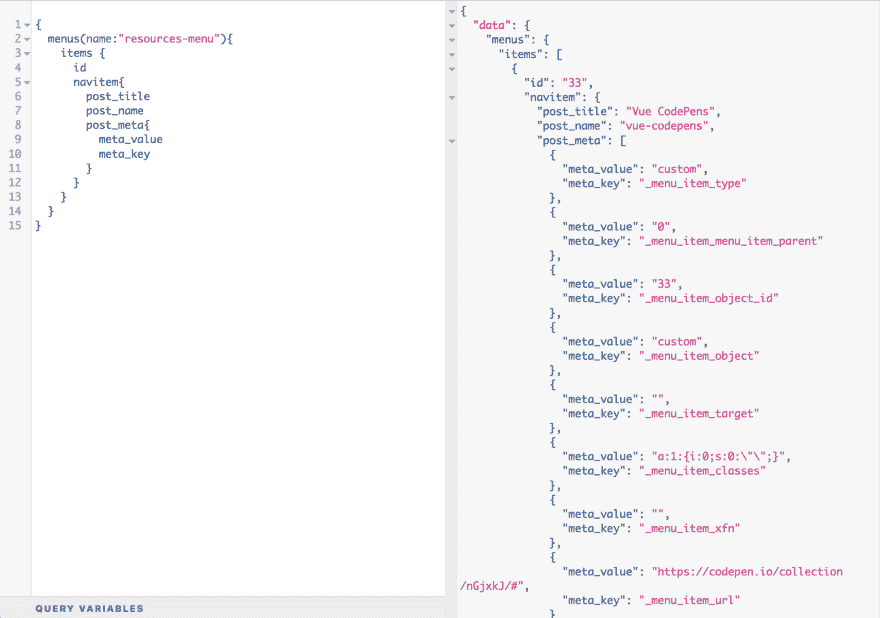 1 {
2 menus(name:"resources-menu"){
3 items {
4 id
5 navitem{
6 post_title
7 post_name
8 post_meta{
9 meta_value
10 meta_key
11 }
12 }
13 }
14 }
15 }
QUERY VARIABLES
{
"data": {
"menus": {
"items": [
{
"id": "33",
"navitem": {
"post_title": "Vue CodePens",
"post_name": "vue-codepens",
"post_meta": [
{
"meta_value": "custom",
"meta_key": "_menu_item_type"
},
{
"meta_value": "0",
"meta_key": "_menu_item_menu_item_parent"
},
{
"meta_value": "33",
"meta_key": "_menu_item_object_id"
},
{
"meta_value": "custom",
"meta_key": "_menu_item_object"
},
{
"meta_value": "",
"meta_key": "_menu_item_target"
},
{
"meta_value": "a:1:{i:0;s:0:\"\";}",
"meta_key": "_menu_item_classes"
},
{
"meta_value": "",
"meta_key": "_menu_item_xfn"
},
{
"meta_value": "https://codepen.io/collection
/nGjxkJ/#",
"meta_key": "_menu_item_url"
}